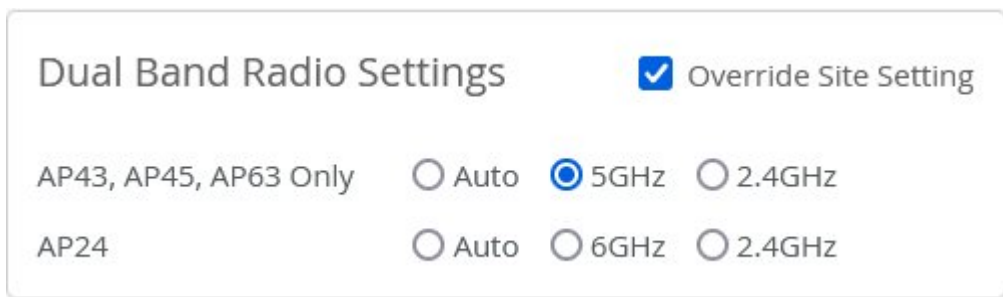 Dual Band Radio Settings Override Site Setting
AP43, AP45, AP63 Only Auto 5GHz 2.4GHz
AP24 Auto 6GHz 2.4GHz